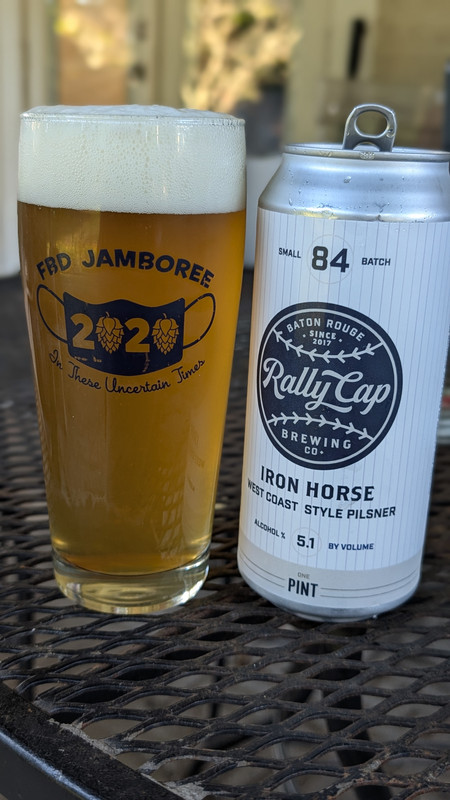 FBD JAMBOREE
2020
In These Uncertain Times
SMALL 84 BATCH
BATON ROUGE
SINCE
2017
Rally Cap
BREWING
CO
IRON HORSE
WEST COAST STYLE PILSNER
ALCOHOL % 5.1 BY VOLUME
ONE
PINT